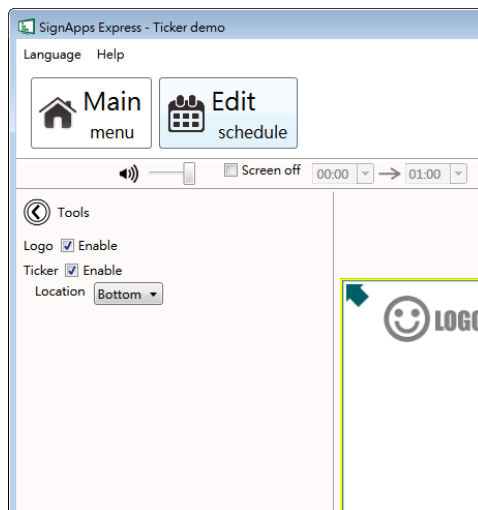 SignApps Express - Ticker demo
Language Help
Main
menu
Edit
schedule
Screen off 00:00 01:00
Tools
Logo Enable
Ticker Enable
Location Bottom
LOGO